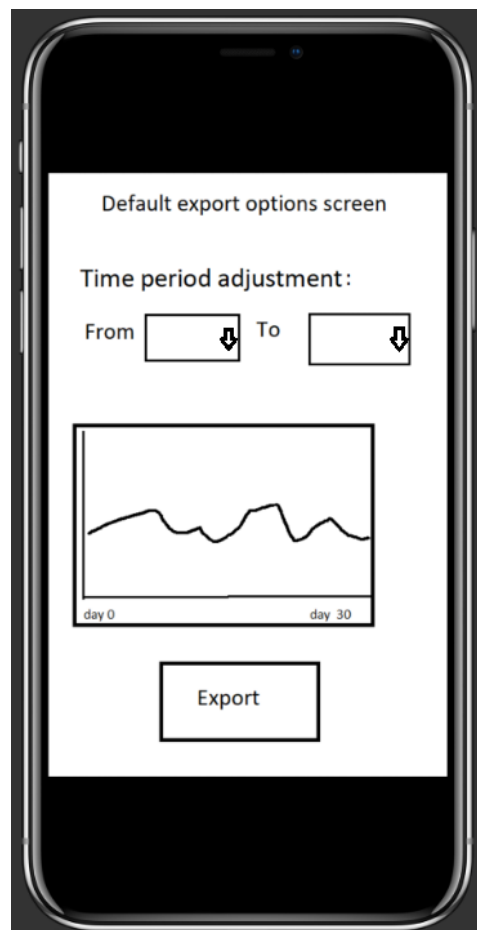 Default export options screen
Time period adjustment:
From To
day 0 day 30
Export